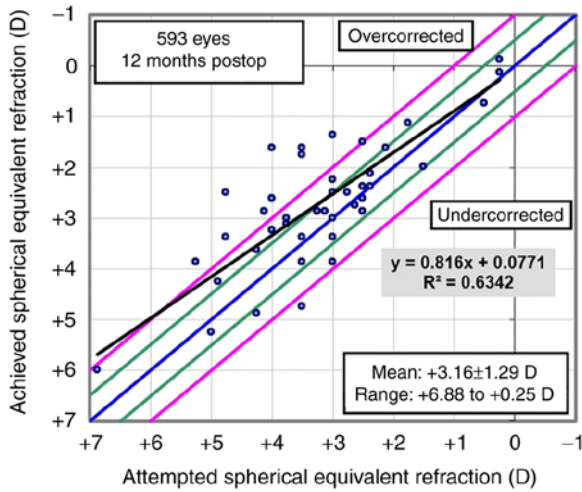 Achieved spherical equivalent refraction (D)
−1
0
+1
+2
+3
+4
+5
+6
+7
593 eyes
12 months postop
Overcorrected
Undercorrected
y = 0.816x + 0.0771
R² = 0.6342
Mean: +3.16±1.29 D
Range: +6.88 to +0.25 D
+7 +6 +5 +4 +3 +2 +1 0 −1
Attempted spherical equivalent refraction (D)